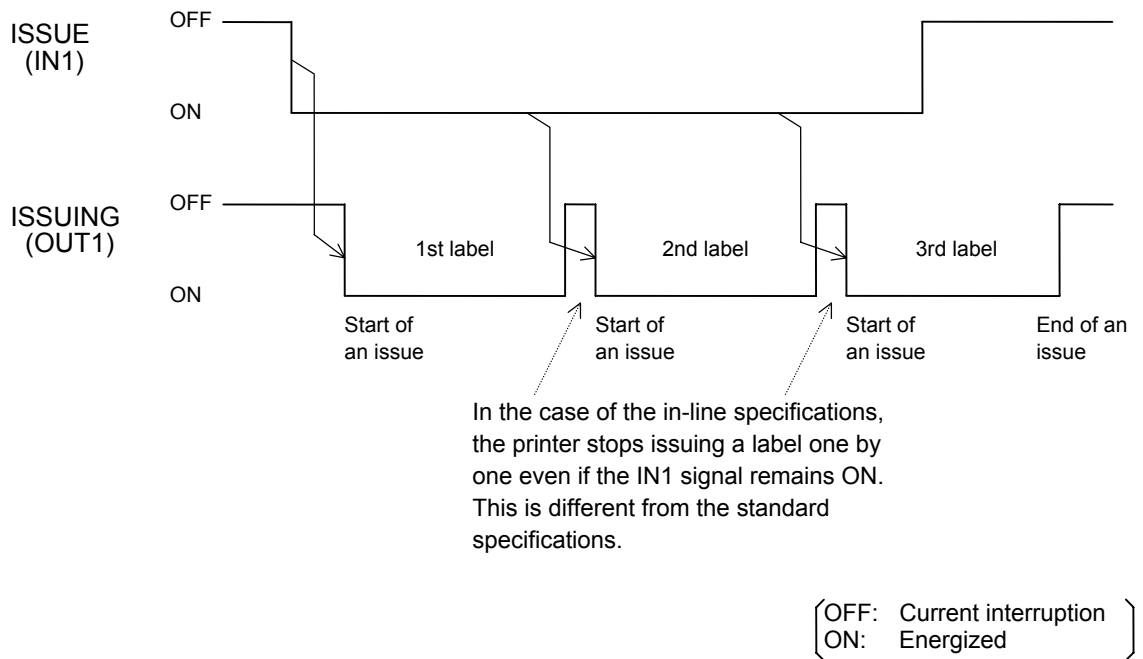 ISSUE
(IN1)
OFF
ON
ISSUING
(OUT1)
OFF
ON
1st label
2nd label
3rd label
Start of
an issue
Start of
an issue
Start of
an issue
End of an
issue
In the case of the in-line specifications,
the printer stops issuing a label one by
one even if the IN1 signal remains ON.
This is different from the standard
specifications.
OFF: Current interruption
ON: Energized